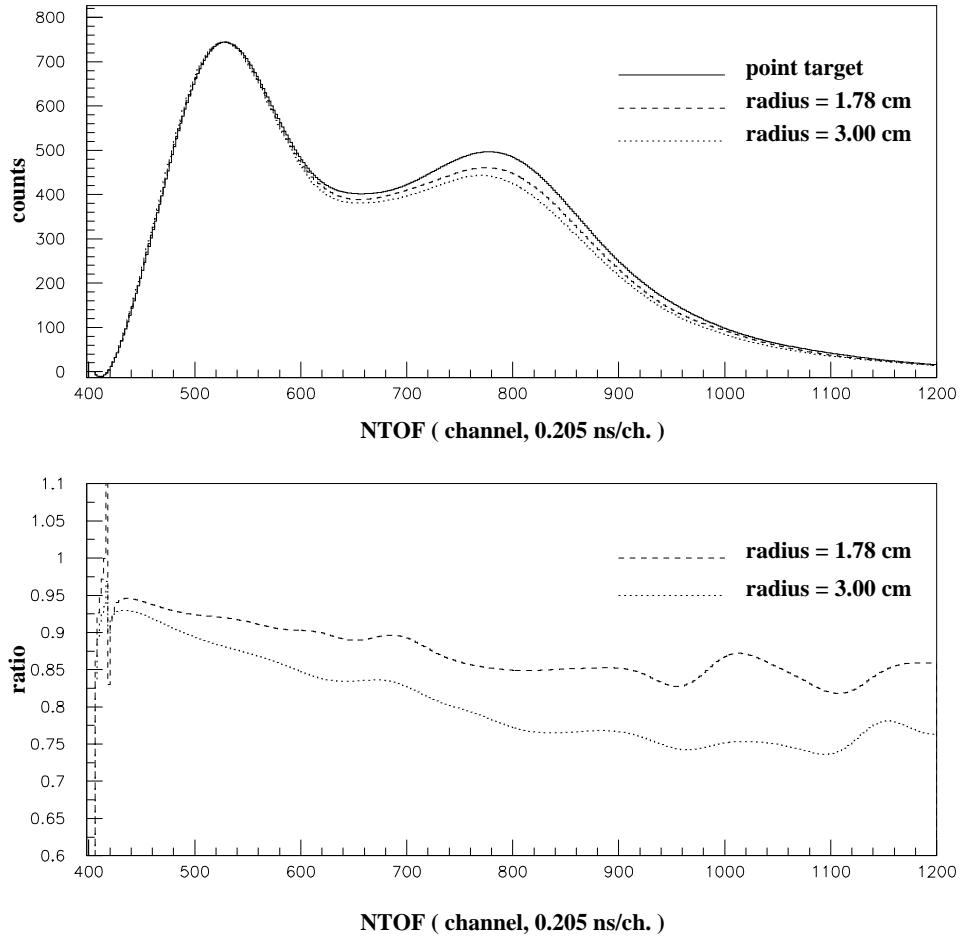 800
700
600
500
400
300
200
100
0
counts
point target
radius = 1.78 cm
radius = 3.00 cm
400 500 600 700 800 900 1000 1100 1200
NTOF ( channel, 0.205 ns/ch. )
1.1
1.05
1
0.95
0.9
0.85
0.8
0.75
0.7
0.65
0.6
ratio
radius = 1.78 cm
radius = 3.00 cm
400 500 600 700 800 900 1000 1100 1200
NTOF ( channel, 0.205 ns/ch. )